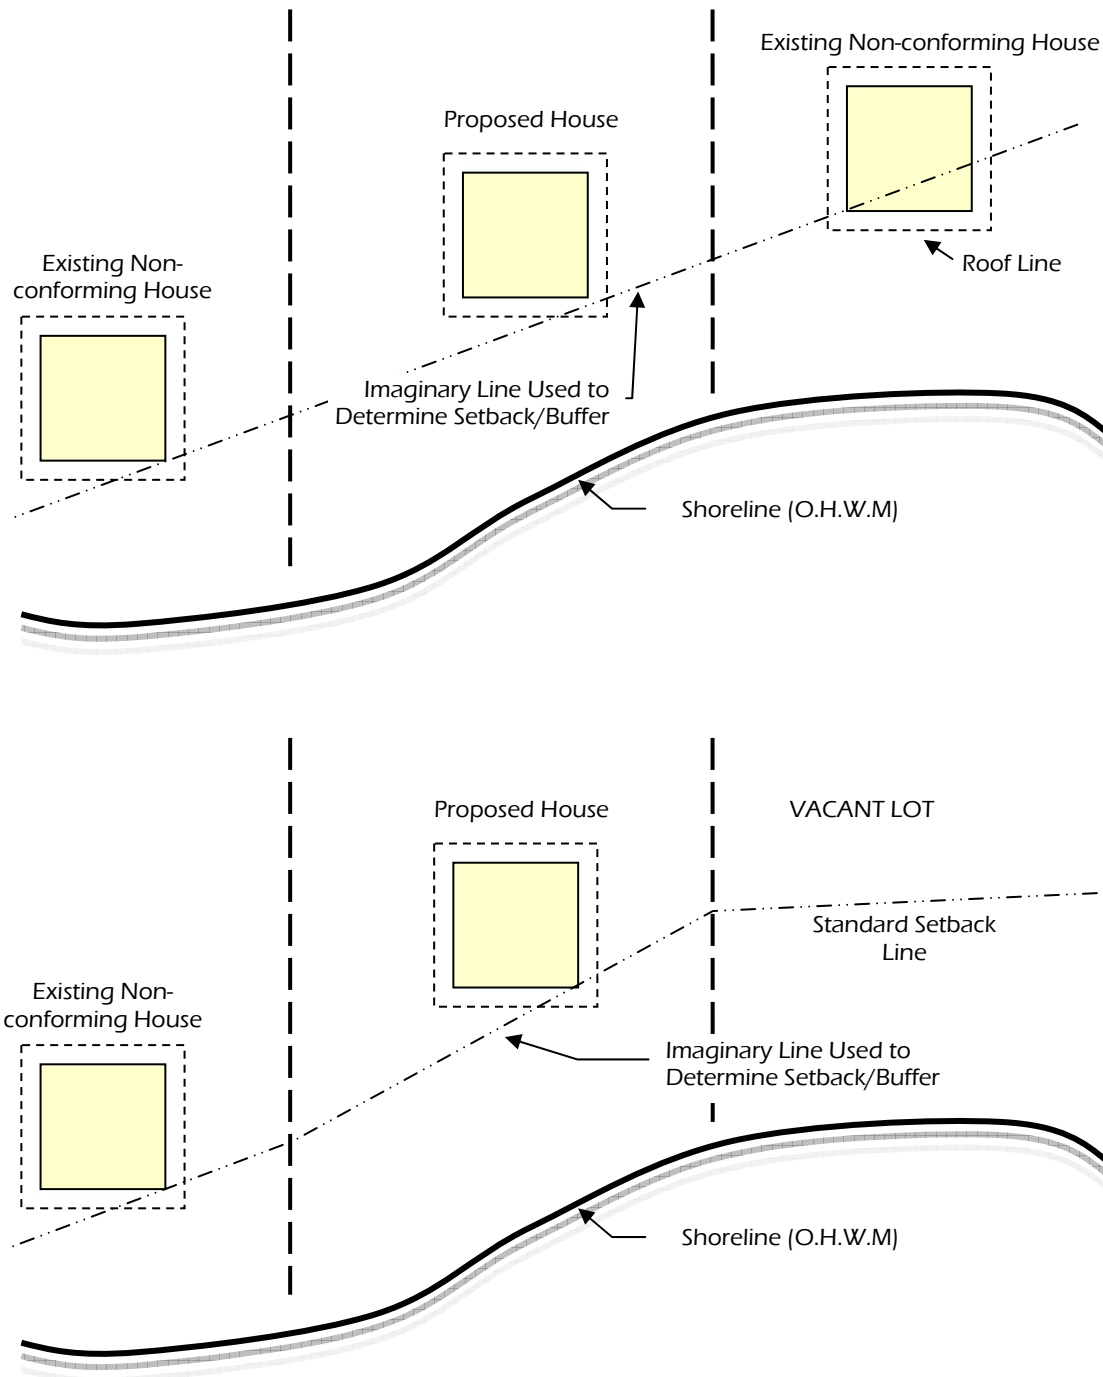 Existing Non-conforming House
Proposed House
Existing Non-
conforming House
Roof Line
Imaginary Line Used to
Determine Setback/Buffer
Shoreline (O.H.W.M)
Proposed House
VACANT LOT
Standard Setback
Line
Existing Non-
conforming House
Imaginary Line Used to
Determine Setback/Buffer
Shoreline (O.H.W.M)